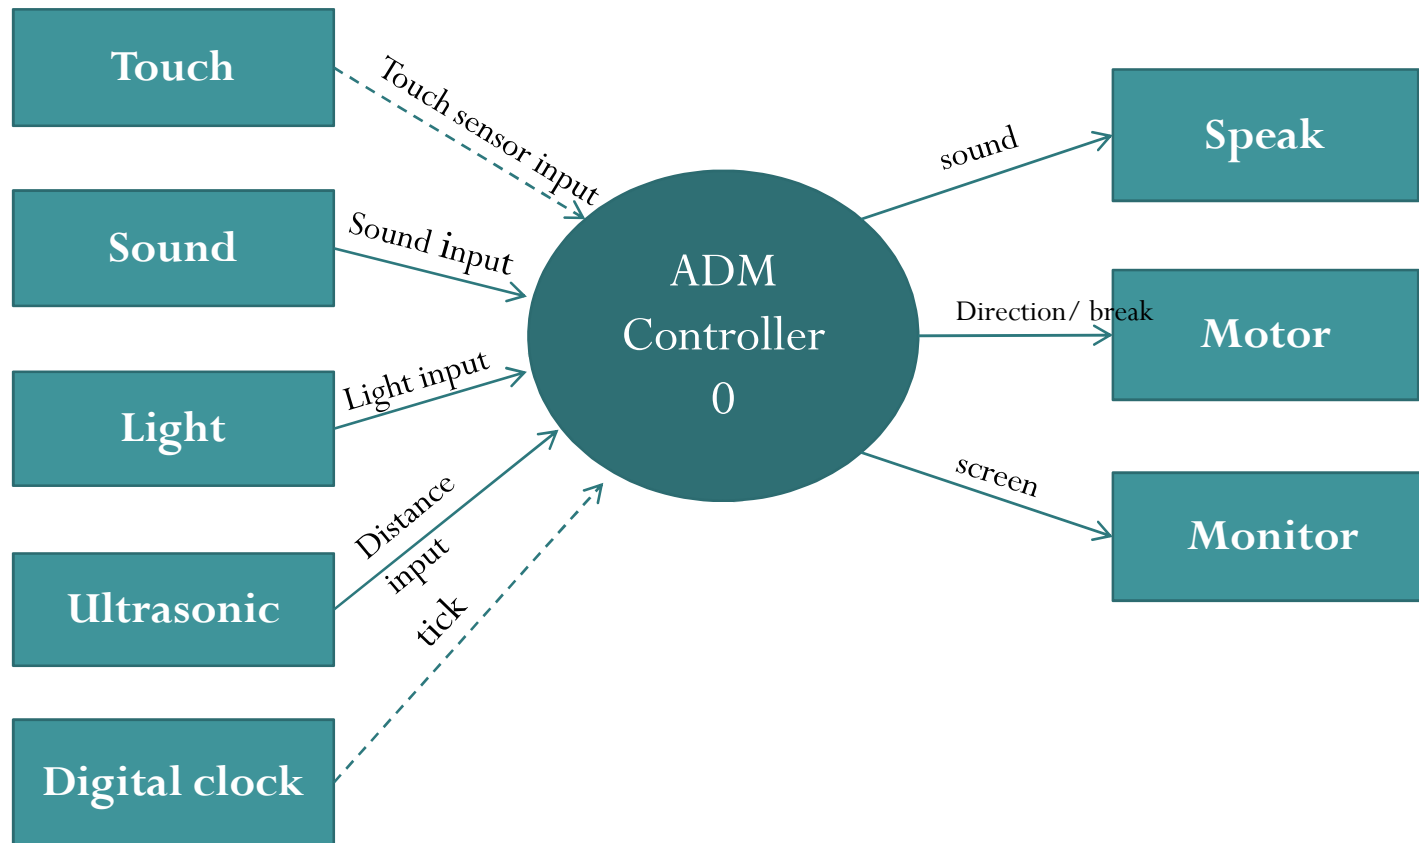 Touch
Touch sensor input
Sound
Sound input
Light
Light input
Ultrasonic
Distance
input
Digital clock
tick
ADM
Controller
0
sound
Speak
Direction/ break
Motor
screen
Monitor